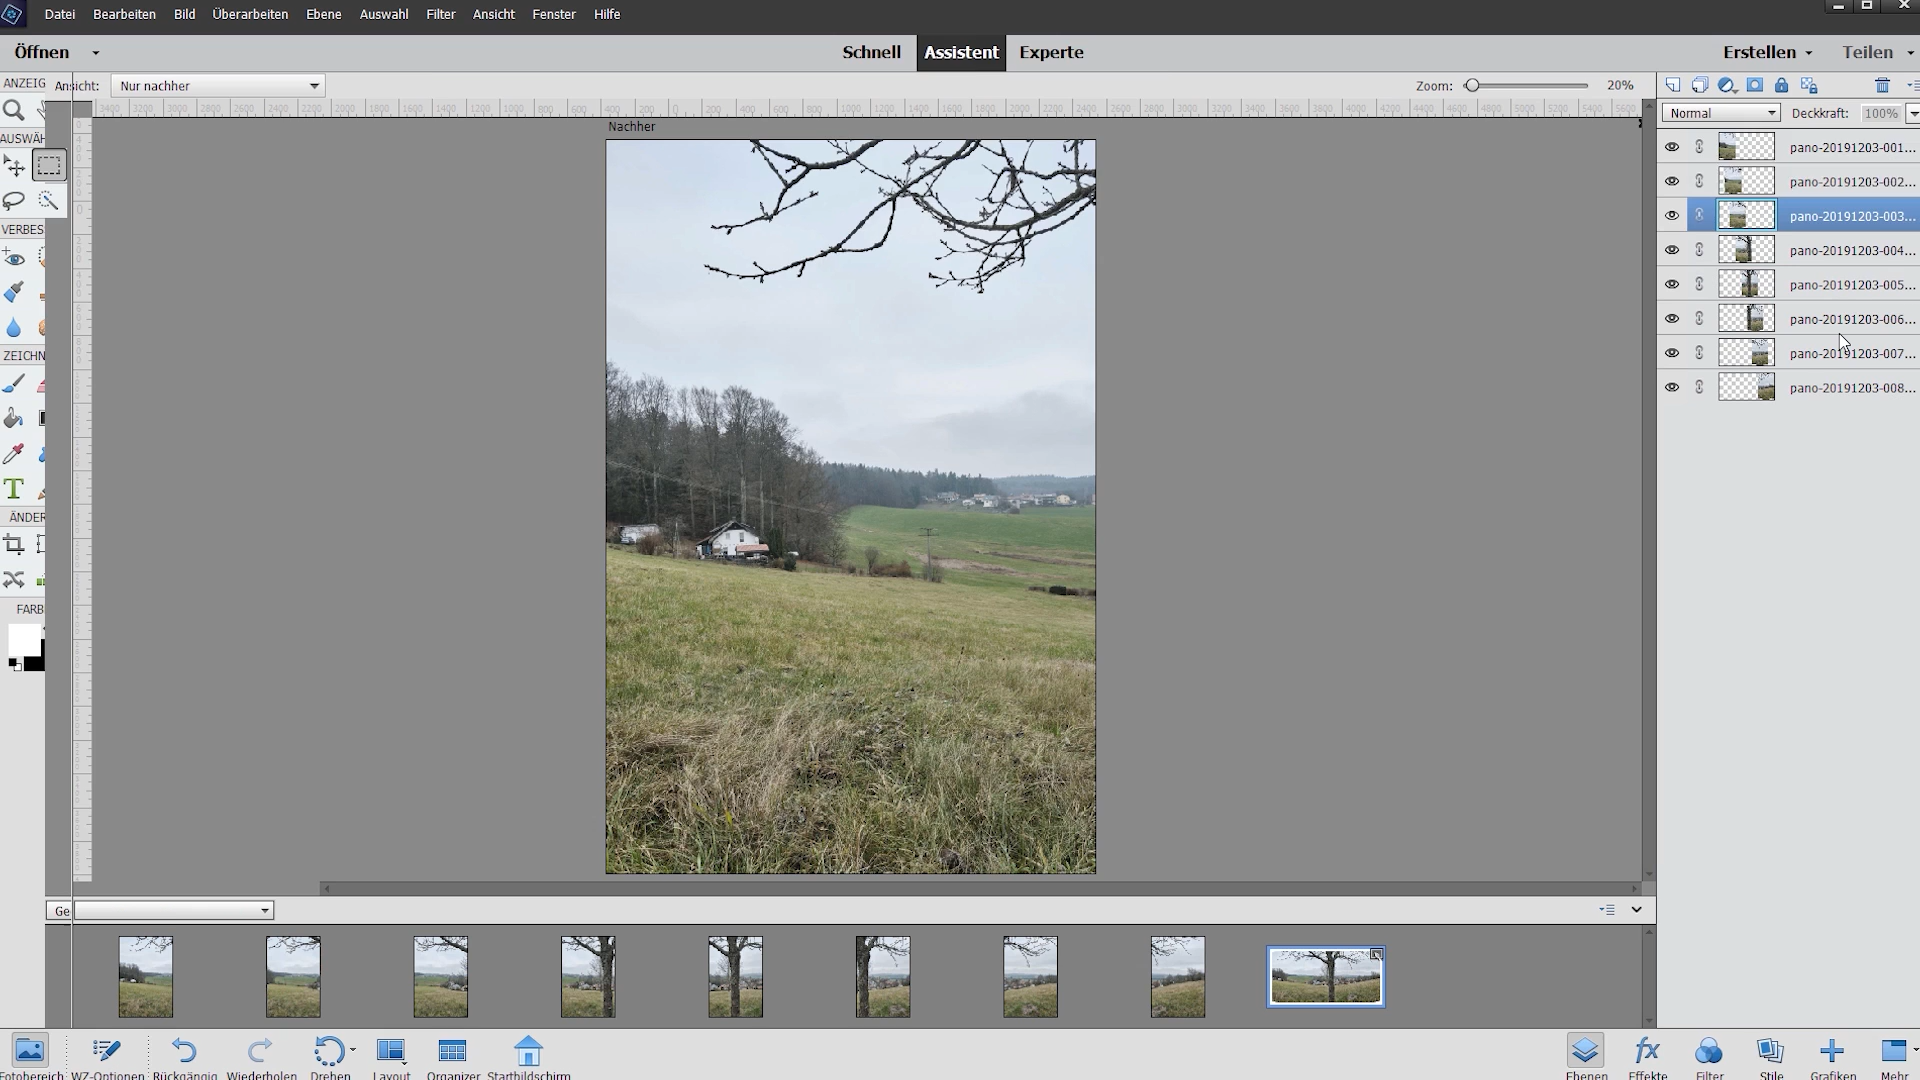 Datei Bearbeiten Bild Überarbeiten Ebene Auswahl Filter Ansicht Fenster Hilfe
Öffnen Schnell Assistent Experte Erstellen Teilen
ANZEIG Ansicht: Nur nachher Zoom: 20%
Normal Deckkraft: 100%
Nachher
AUSWÄH
VERBES
ZEICHN
T
ÄNDER
FARB
pano-20191203-001...
pano-20191203-002...
pano-20191203-003...
pano-20191203-004...
pano-20191203-005...
pano-20191203-006...
pano-20191203-007...
pano-20191203-008...
Ge
fx
Fotobereich WZ-Optionen Rückgängig Wiederholen Drehen Layout Organizer Startbildschirm Ebenen Effekte Filter Stile Grafiken Mehr